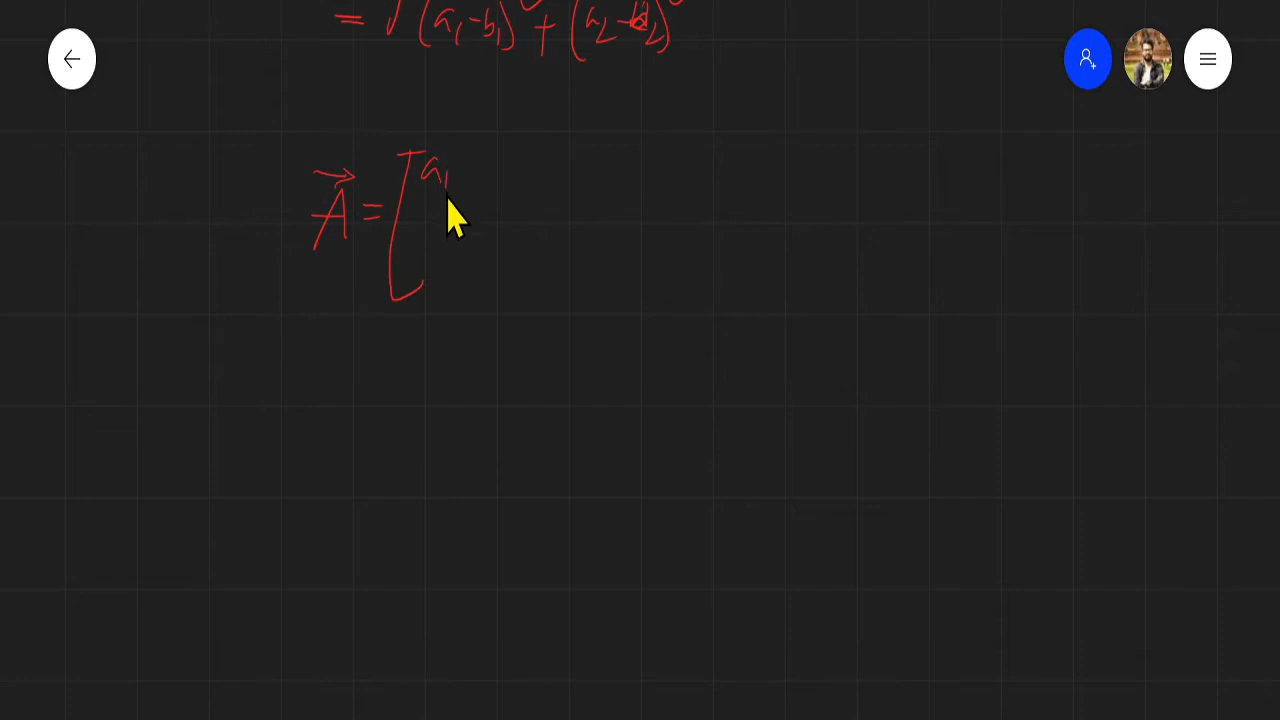 = √(a₁-b₁)² + (a₂-b₂)²
A⃗ = [a₁